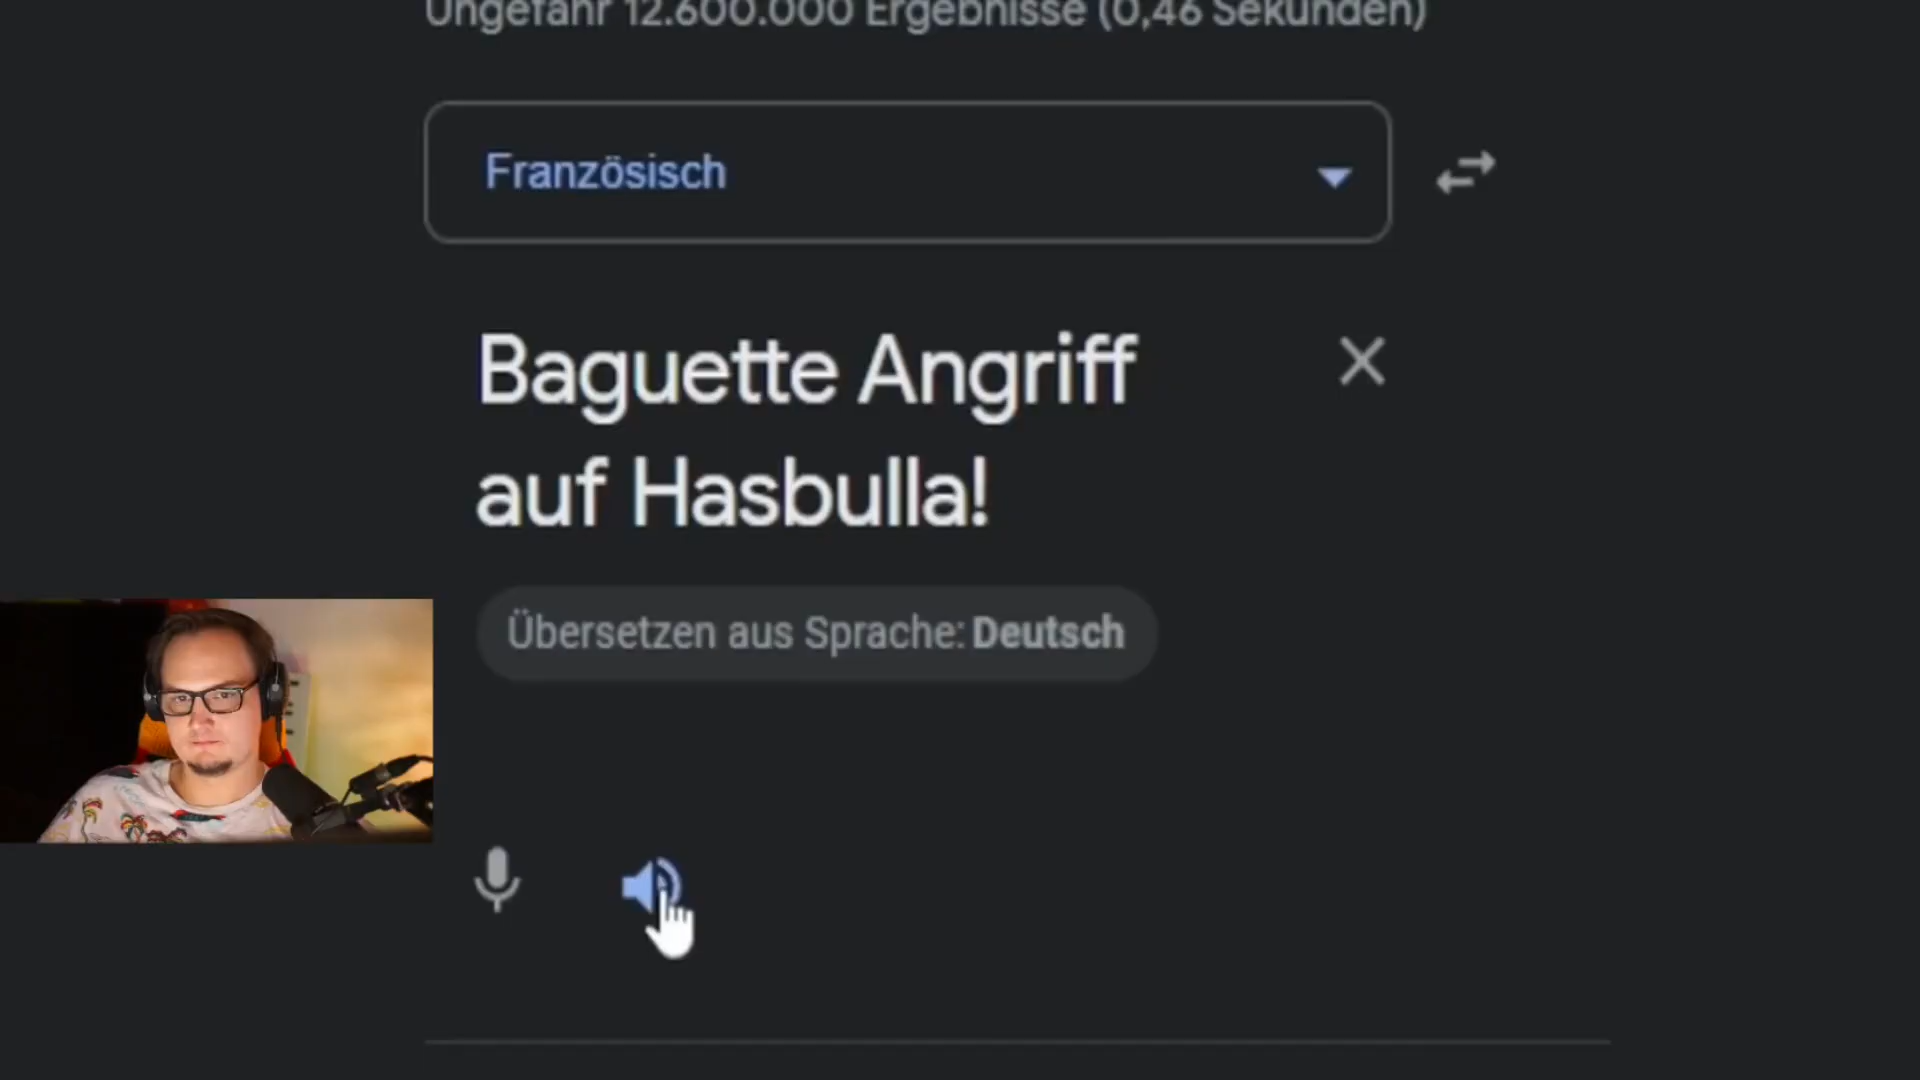 Ungefähr 12.600.000 Ergebnisse (0,46 Sekunden)
Französisch
Baguette Angriff
auf Hasbulla!
Übersetzen aus Sprache: Deutsch